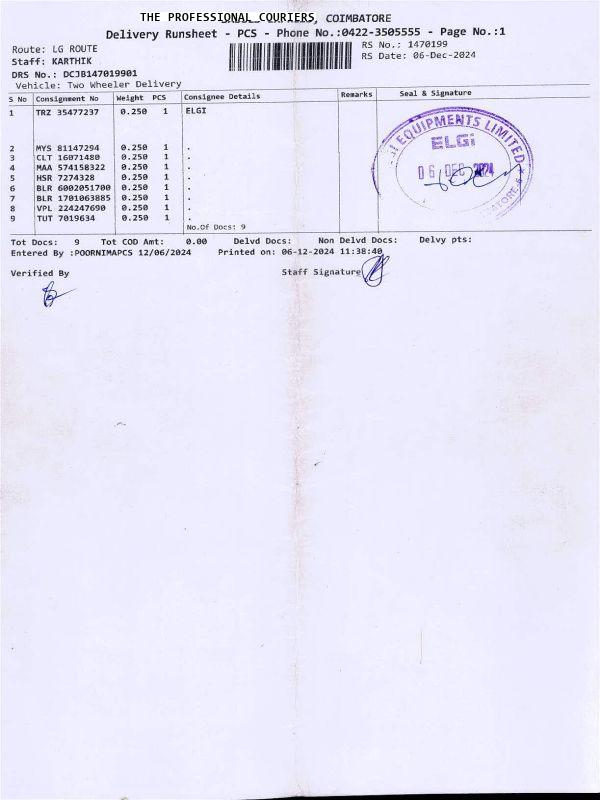 THE PROFESSIONAL COURIERS, COIMBATORE
Delivery Runsheet - PCS - Phone No.:0422-3505555 - Page No.:1
Route: LG ROUTE
RS No.: 1470199
Staff: KARTHIK
RS Date: 06-Dec-2024
DRS No.: DCJB147019901
Vehicle: Two Wheeler Delivery
S No Consignment No Weight PCS Consignee Details Remarks Seal & Signature
1 TRZ 35477237 0.250 1 ELGI
2 MYS 81147294 0.250 1 .
3 CLT 16071480 0.250 1 .
4 MAA 574158322 0.250 1 .
5 HSR 7274328 0.250 1 .
6 BLR 6002051700 0.250 1 .
7 BLR 1701063885 0.250 1 .
8 VPL 224247690 0.250 1 .
9 TUT 7019634 0.250 1 .
No.Of Docs: 9
EQUIPMENTS LIMITED
ELGi
06 DEC 2024
Tot Docs: 9 Tot COD Amt: 0.00 Delvd Docs: Non Delvd Docs: Delvy pts:
Entered By :POORNIMAPCS 12/06/2024 Printed on: 06-12-2024 11:38:40
Verified By
Staff Signature